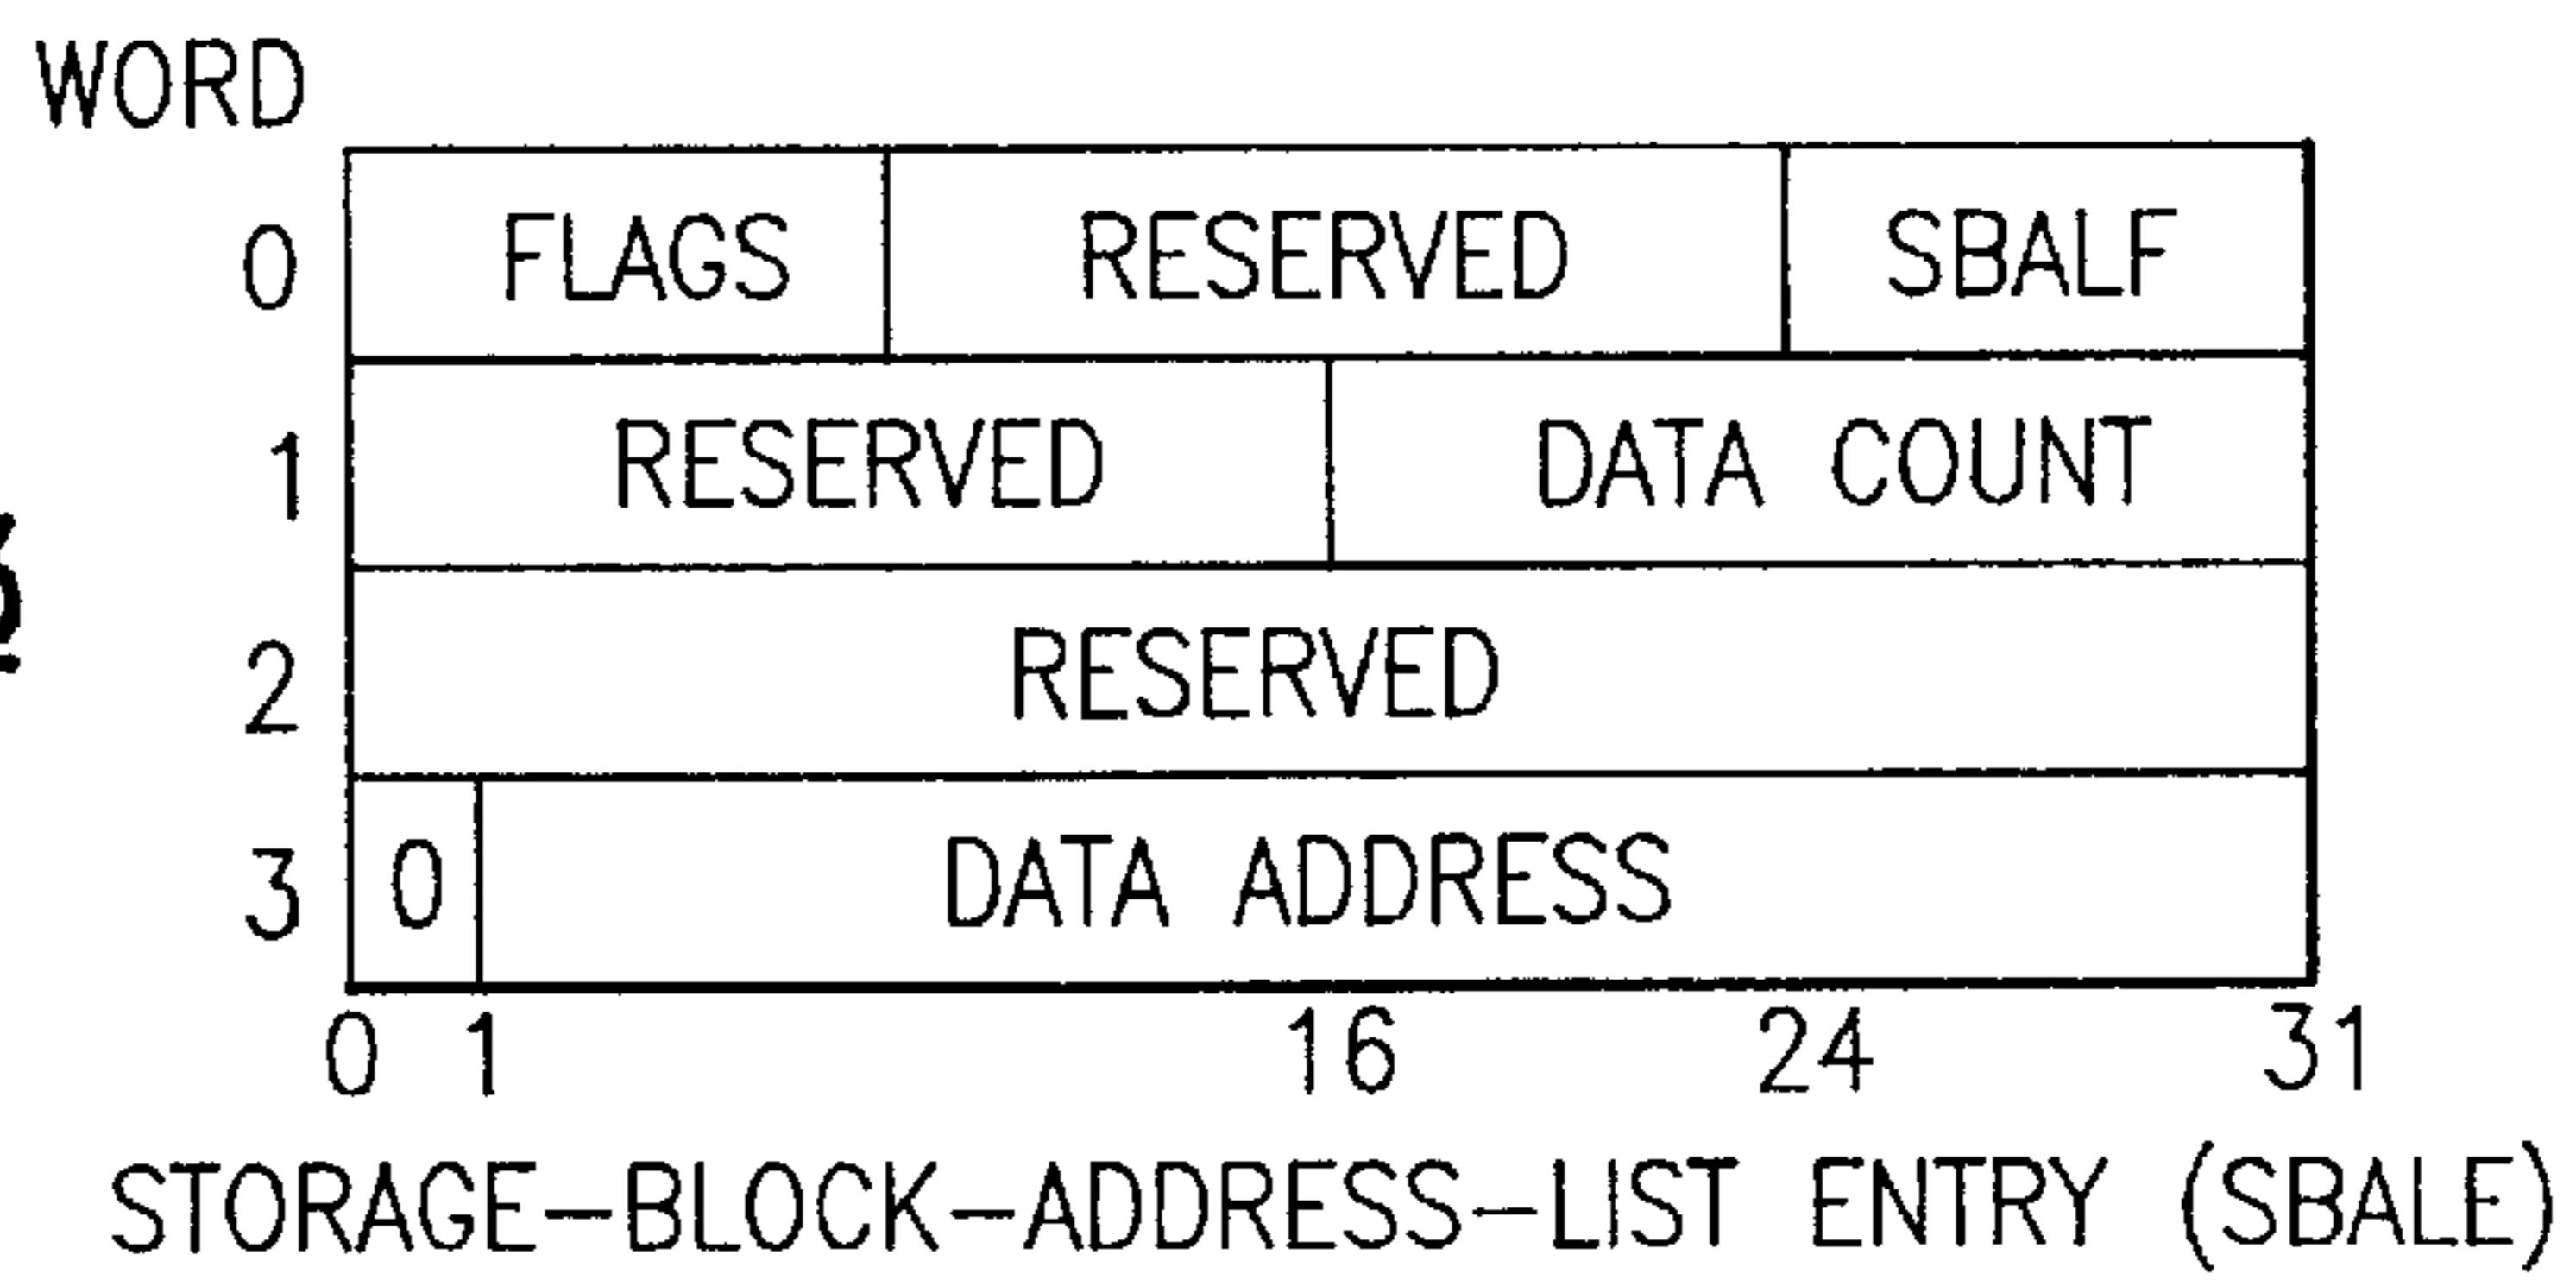 WORD
0 FLAGS RESERVED SBALF
1 RESERVED DATA COUNT
2 RESERVED
3 0 DATA ADDRESS
0 1 16 24 31
STORAGE-BLOCK-ADDRESS-LIST ENTRY (SBALE)